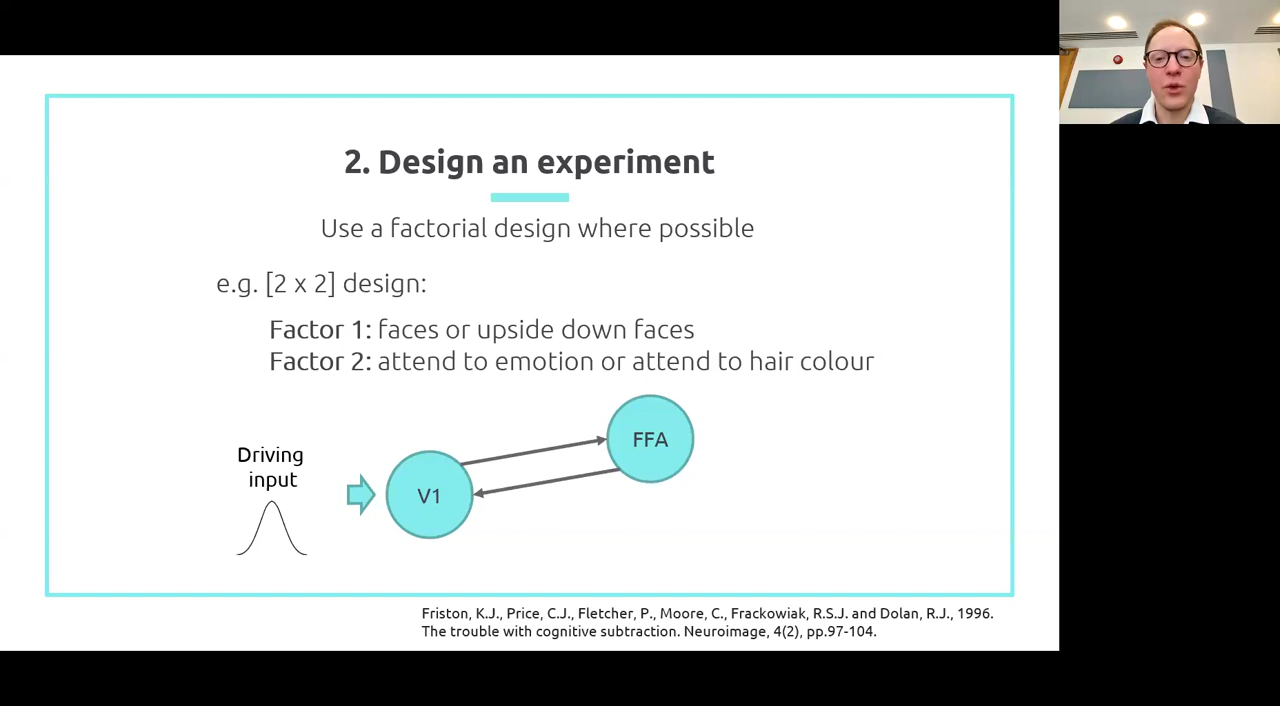 2. Design an experiment
Use a factorial design where possible
e.g. [2 x 2] design:
Factor 1: faces or upside down faces
Factor 2: attend to emotion or attend to hair colour
Driving
input
V1
FFA
Friston, K.J., Price, C.J., Fletcher, P., Moore, C., Frackowiak, R.S.J. and Dolan, R.J., 1996.
The trouble with cognitive subtraction. Neuroimage, 4(2), pp.97-104.